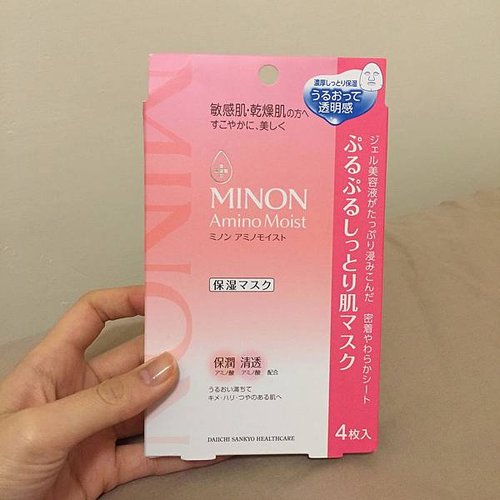 MINON
敏感肌・乾燥肌の方へ
すこやかに、美しく
MINON
Amino Moist
ミノン アミノモイスト
保湿マスク
保潤 清透
アミノ酸 アミノ酸 配合
うるおい満ちて
キメ・ハリ・つやのある肌へ
DAIICHI SANKYO HEALTHCARE
濃厚しっとり保湿
うるおって
透明感
ジェル美容液がたっぷり浸みこんだ 密着やわらかシート
ぷるぷるしっとり肌マスク
4枚入